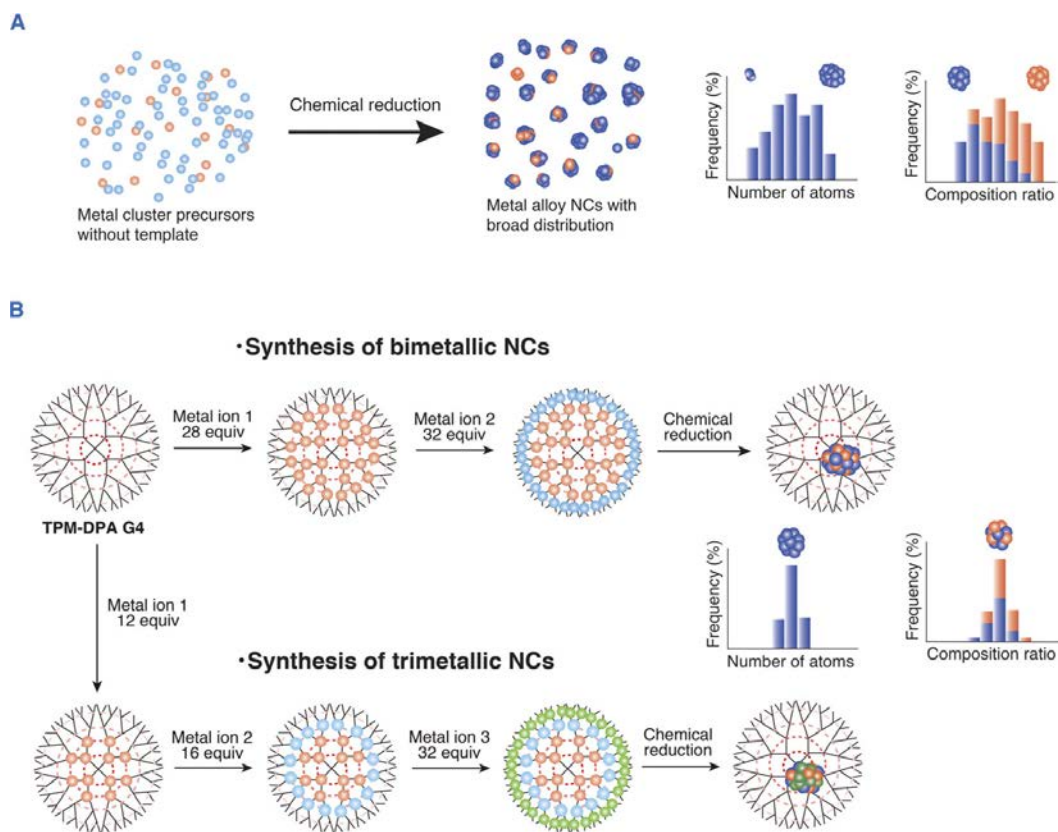 A
Chemical reduction
Metal cluster precursors
without template
Metal alloy NCs with
broad distribution
Frequency (%)
Number of atoms
Frequency (%)
Composition ratio
B
·Synthesis of bimetallic NCs
Metal ion 1
28 equiv
Metal ion 2
32 equiv
Chemical
reduction
TPM-DPA G4
Metal ion 1
12 equiv
Frequency (%)
Number of atoms
Frequency (%)
Composition ratio
·Synthesis of trimetallic NCs
Metal ion 2
16 equiv
Metal ion 3
32 equiv
Chemical
reduction